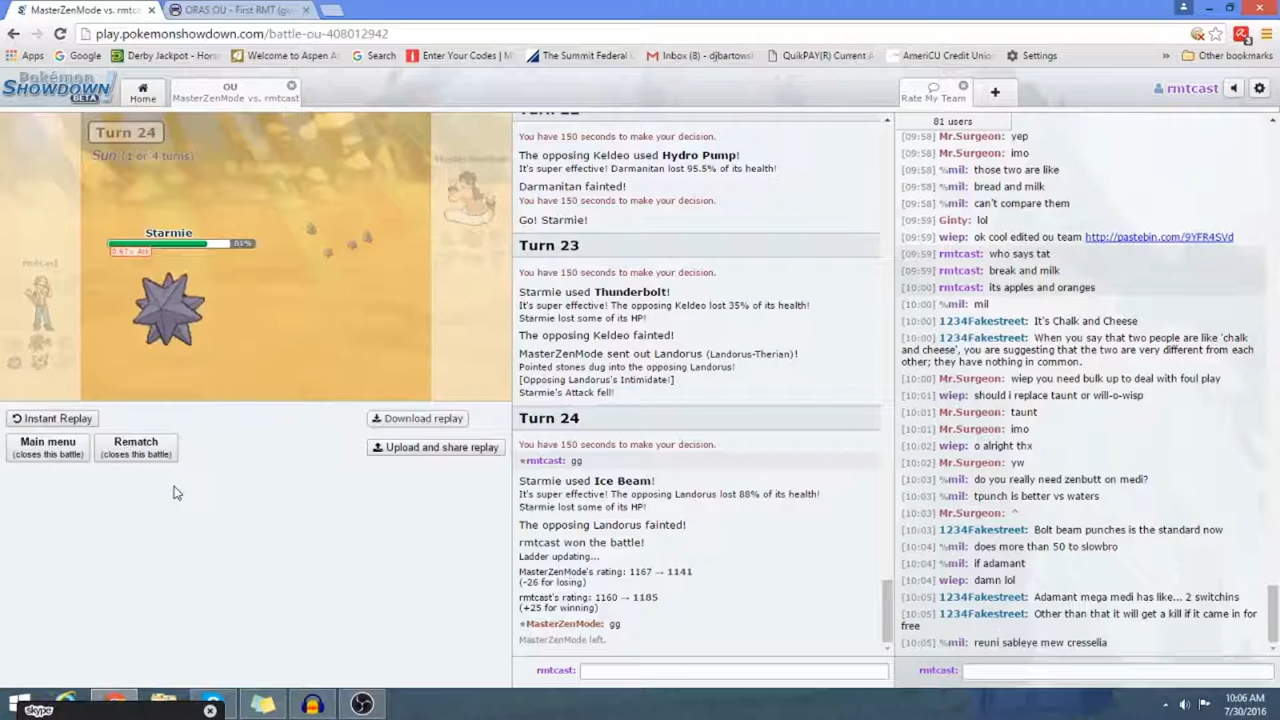 MasterZenMode vs. rmtc
ORAS OU - First RMT (g
play.pokemonshowdown.com/battle-ou-408012942
Apps
Google
Derby Jackpot - Hors
Welcome to Aspen A
Search
Enter Your Codes | M
The Summit Federal C
Inbox (8) - djbartows
QuikPAY(R) Current A
AmeriCU Credit Unio
Settings
»
Other bookmarks
Pokémon
SHOWDOWN
BETA
Home
OU
MasterZenMode vs. rmtcast
Rate My Team
rmtcast
Turn 24
Sun (1 or 4 turns)
Starmie
81%
0.67× Atk
rmtcast
Instant Replay
Download replay
Main menu
(closes this battle)
Rematch
(closes this battle)
Upload and share replay
You have 150 seconds to make your decision.
The opposing Keldeo used Hydro Pump!
It's super effective! Darmanitan lost 95.5% of its health!
Darmanitan fainted!
You have 150 seconds to make your decision.
Go! Starmie!
Turn 23
You have 150 seconds to make your decision.
Starmie used Thunderbolt!
It's super effective! The opposing Keldeo lost 35% of its health!
Starmie lost some of its HP!
The opposing Keldeo fainted!
MasterZenMode sent out Landorus (Landorus-Therian)!
Pointed stones dug into the opposing Landorus!
[Opposing Landorus's Intimidate!]
Starmie's Attack fell!
Turn 24
You have 150 seconds to make your decision.
★rmtcast: gg
Starmie used Ice Beam!
It's super effective! The opposing Landorus lost 88% of its health!
Starmie lost some of its HP!
The opposing Landorus fainted!
rmtcast won the battle!
Ladder updating...
MasterZenMode's rating: 1167 → 1141
(-26 for losing)
rmtcast's rating: 1160 → 1185
(+25 for winning)
★MasterZenMode: gg
MasterZenMode left.
rmtcast:
81 users
[09:58] Mr.Surgeon: yep
[09:58] Mr.Surgeon: imo
[09:58] %mil: those two are like
[09:58] %mil: bread and milk
[09:58] %mil: can't compare them
[09:59] Ginty: lol
[09:59] wiep: ok cool edited ou team http://pastebin.com/9YFR4SVd
[09:59] rmtcast: who says tat
[09:59] rmtcast: break and milk
[10:00] rmtcast: its apples and oranges
[10:00] %mil: mil
[10:00] 1234Fakestreet: It's Chalk and Cheese
[10:00] 1234Fakestreet: When you say that two people are like 'chalk
and cheese', you are suggesting that the two are very different from each
other; they have nothing in common.
[10:00] Mr.Surgeon: wiep you need bulk up to deal with foul play
[10:01] wiep: should i replace taunt or will-o-wisp
[10:01] Mr.Surgeon: taunt
[10:01] Mr.Surgeon: imo
[10:02] wiep: o alright thx
[10:02] Mr.Surgeon: yw
[10:03] %mil: do you really need zenbutt on medi?
[10:03] %mil: tpunch is better vs waters
[10:03] Mr.Surgeon: ^
[10:03] 1234Fakestreet: Bolt beam punches is the standard now
[10:04] %mil: does more than 50 to slowbro
[10:04] %mil: if adamant
[10:04] wiep: damn lol
[10:05] 1234Fakestreet: Adamant mega medi has like... 2 switchins
[10:05] 1234Fakestreet: Other than that it will get a kill if it came in for
free
[10:05] %mil: reuni sableye mew cresselia
rmtcast:
skype
10:06 AM
7/30/2016